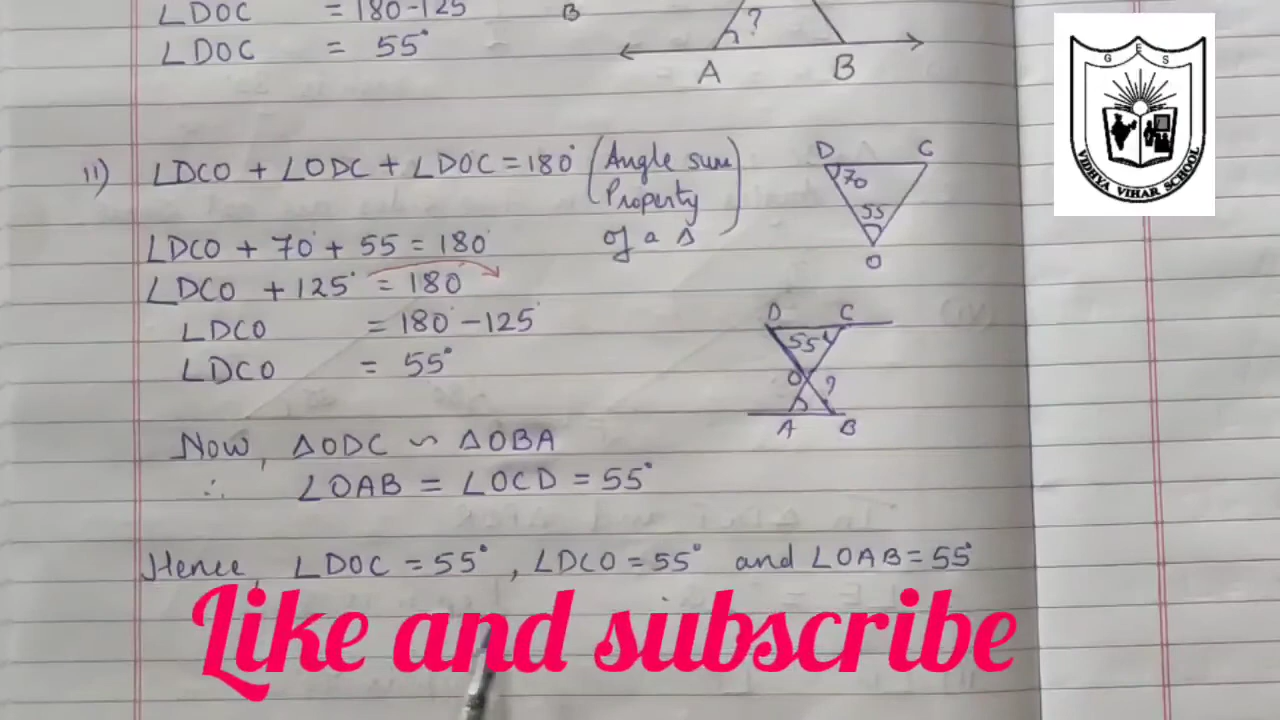 ∠DOC = 180-125
∠DOC = 55°
B
?
A B
G E S
VIDHYA VIHAR SCHOOL
11) ∠DCO + ∠ODC + ∠DOC = 180° (Angle sum
Property
of a Δ)
D C
70
55
O
∠DCO + 70° + 55 = 180°
∠DCO + 125° = 180°
∠DCO = 180° - 125°
∠DCO = 55°
D C
55°
O ?
A B
Now, ΔODC ∽ ΔOBA
∴ ∠OAB = ∠OCD = 55°
Hence, ∠DOC = 55°, ∠DCO = 55° and ∠OAB = 55°
Like and subscribe